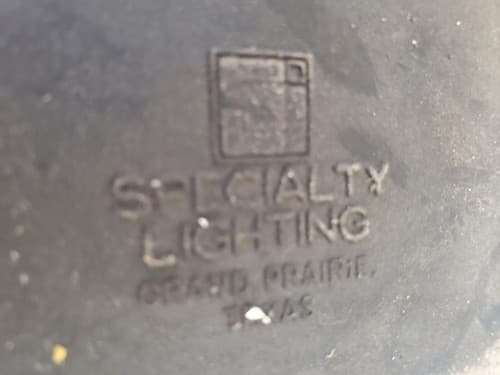 SPECIALTY
LIGHTING
GRAND PRAIRIE,
TEXAS